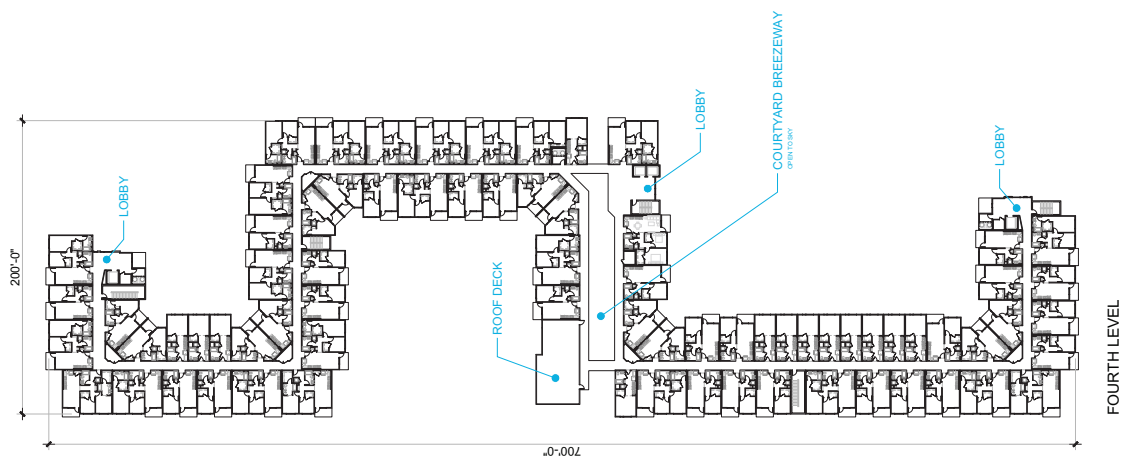 COURTYARD BREEZEWAY
OPEN TO SKY
LOBBY
LOBBY
LOBBY
200'-0"
ROOF DECK
FOURTH LEVEL
700'-0"